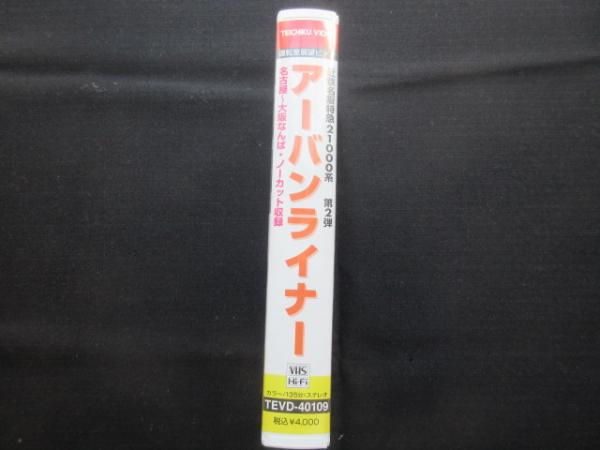 TEICHIKU VIDEO
運転室展望ビデオ
近鉄名阪特急21000系 第2弾
アーバンライナー
名古屋~大阪なんば・ノーカット収録
VHS
Hi-Fi
カラー/135分/ステレオ
TEVD-40109
税込¥4,000